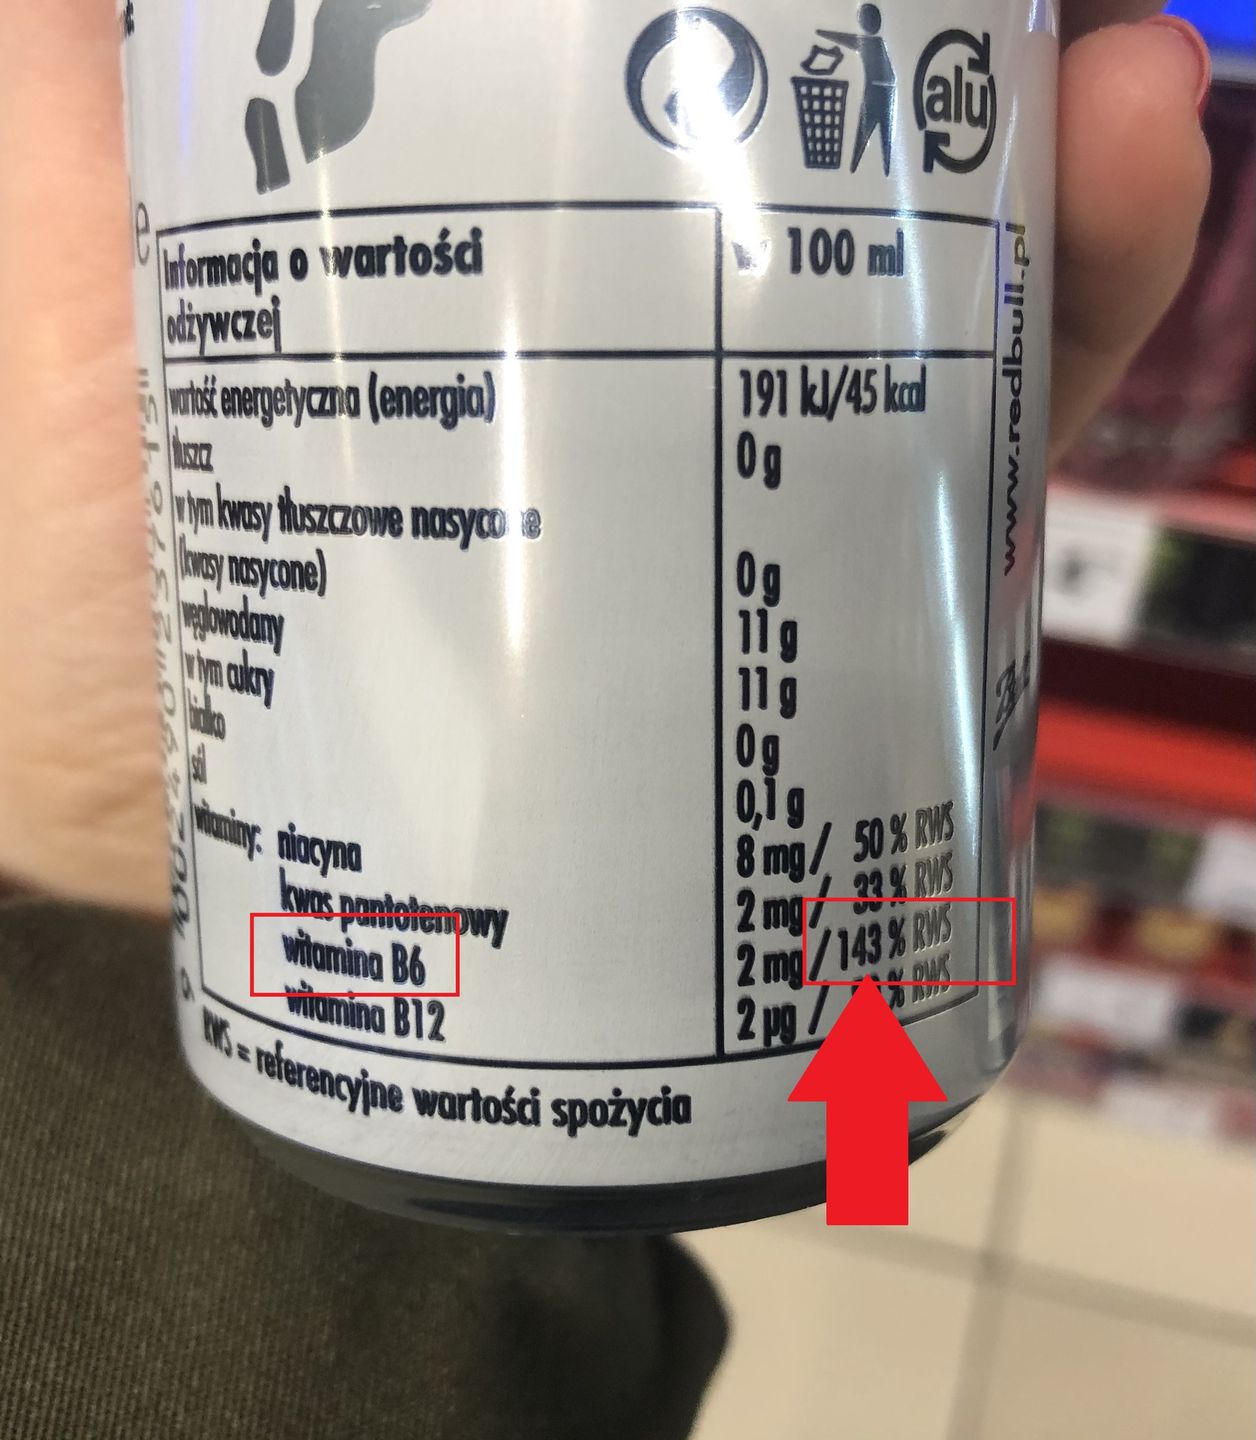 alu
e
Informacja o wartości
odżywczej
w 100 ml
wartość energetyczna (energia) 191 kJ/45 kcal
tłuszcz 0 g
w tym kwasy tłuszczowe nasycone
(kwasy nasycone) 0 g
węglowodany 11 g
w tym cukry 11 g
białko 0 g
sól 0,1 g
witaminy: niacyna 8 mg/ 50 % RWS
kwas pantotenowy 2 mg/ 33 % RWS
witamina B6 2 mg/143 % RWS
witamina B12 2 µg / % RWS
RWS = referencyjne wartości spożycia
www.redbull.pl